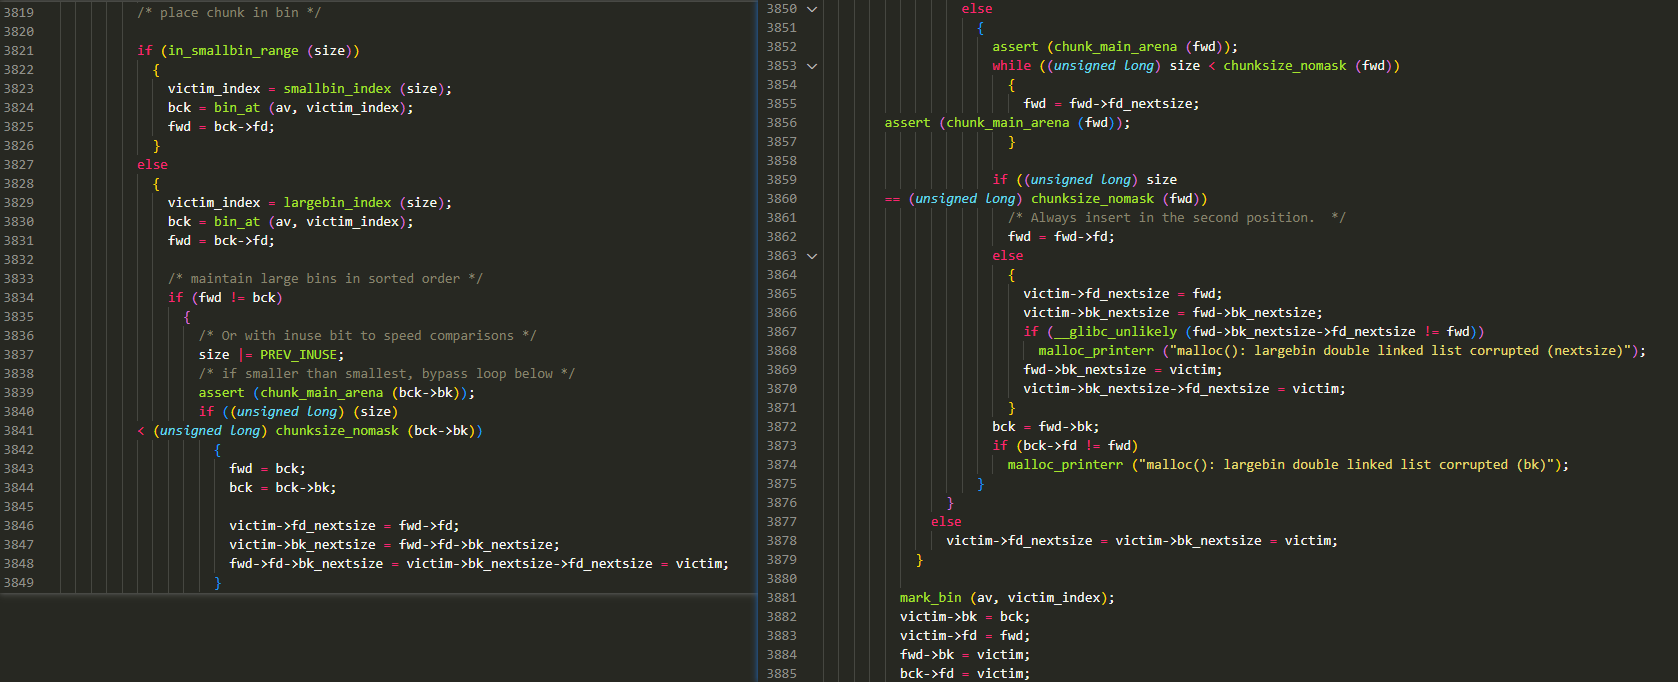 3819 /* place chunk in bin */
3820
3821 if (in_smallbin_range (size))
3822 {
3823 victim_index = smallbin_index (size);
3824 bck = bin_at (av, victim_index);
3825 fwd = bck->fd;
3826 }
3827 else
3828 {
3829 victim_index = largebin_index (size);
3830 bck = bin_at (av, victim_index);
3831 fwd = bck->fd;
3832
3833 /* maintain large bins in sorted order */
3834 if (fwd != bck)
3835 {
3836 /* Or with inuse bit to speed comparisons */
3837 size |= PREV_INUSE;
3838 /* if smaller than smallest, bypass loop below */
3839 assert (chunk_main_arena (bck->bk));
3840 if ((unsigned long) (size)
3841 < (unsigned long) chunksize_nomask (bck->bk))
3842 {
3843 fwd = bck;
3844 bck = bck->bk;
3845
3846 victim->fd_nextsize = fwd->fd;
3847 victim->bk_nextsize = fwd->fd->bk_nextsize;
3848 fwd->fd->bk_nextsize = victim->bk_nextsize->fd_nextsize = victim;
3849 }
3850 else
3851 {
3852 assert (chunk_main_arena (fwd));
3853 while ((unsigned long) size < chunksize_nomask (fwd))
3854 {
3855 fwd = fwd->fd_nextsize;
3856 assert (chunk_main_arena (fwd));
3857 }
3858
3859 if ((unsigned long) size
3860 == (unsigned long) chunksize_nomask (fwd))
3861 /* Always insert in the second position.  */
3862 fwd = fwd->fd;
3863 else
3864 {
3865 victim->fd_nextsize = fwd;
3866 victim->bk_nextsize = fwd->bk_nextsize;
3867 if (__glibc_unlikely (fwd->bk_nextsize->fd_nextsize != fwd))
3868 malloc_printerr ("malloc(): largebin double linked list corrupted (nextsize)");
3869 fwd->bk_nextsize = victim;
3870 victim->bk_nextsize->fd_nextsize = victim;
3871 }
3872 bck = fwd->bk;
3873 if (bck->fd != fwd)
3874 malloc_printerr ("malloc(): largebin double linked list corrupted (bk)");
3875 }
3876 }
3877 else
3878 victim->fd_nextsize = victim->bk_nextsize = victim;
3879 }
3880
3881 mark_bin (av, victim_index);
3882 victim->bk = bck;
3883 victim->fd = fwd;
3884 fwd->bk = victim;
3885 bck->fd = victim;